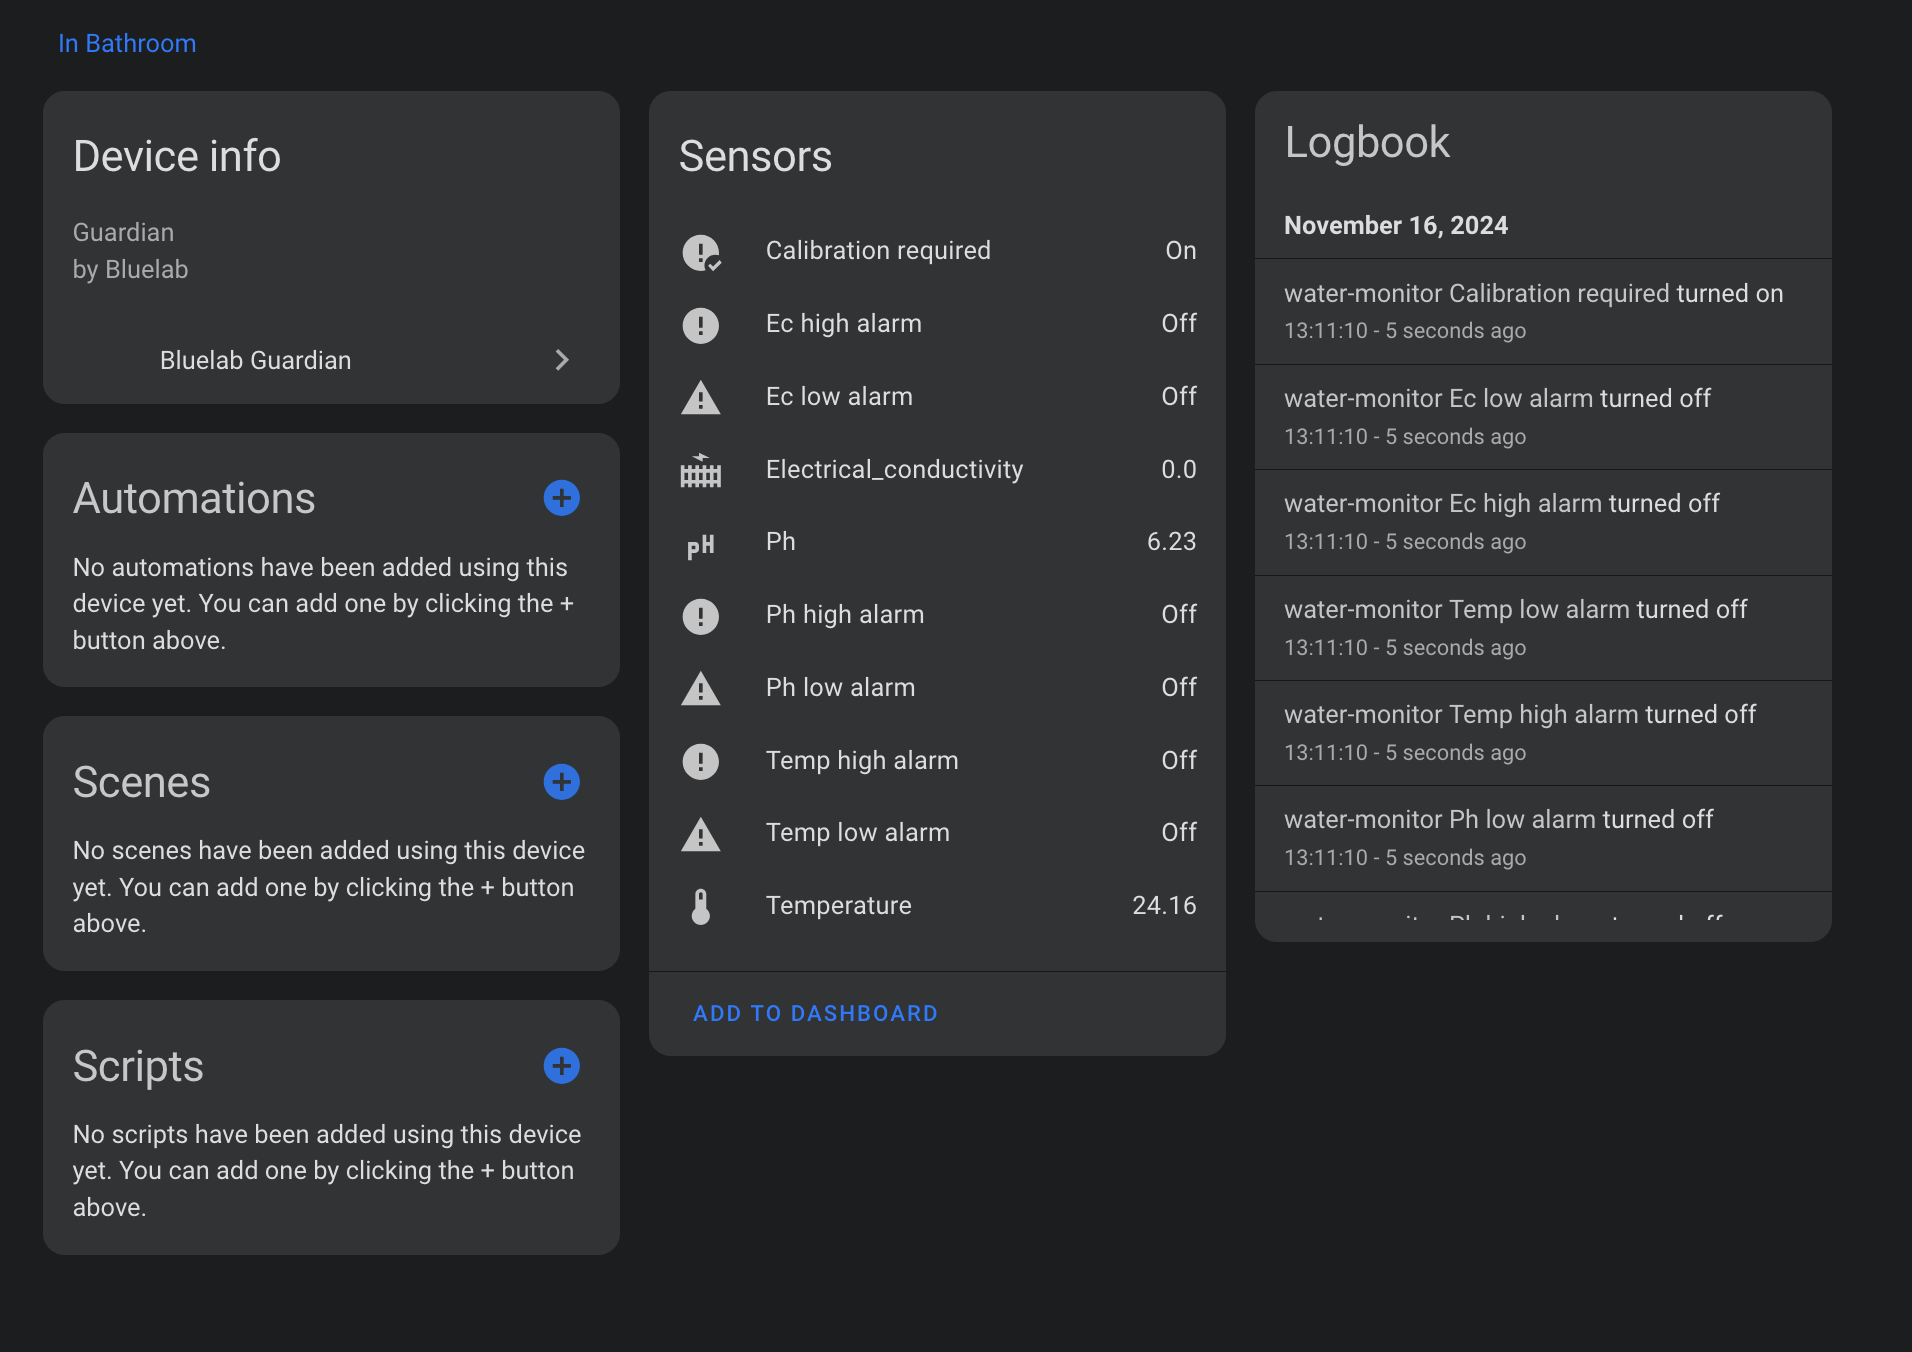 In Bathroom
Device info
Guardian
by Bluelab
Bluelab Guardian
Automations
No automations have been added using this
device yet. You can add one by clicking the +
button above.
Scenes
No scenes have been added using this device
yet. You can add one by clicking the + button
above.
Scripts
No scripts have been added using this device
yet. You can add one by clicking the + button
above.
Sensors
Calibration required On
Ec high alarm Off
Ec low alarm Off
Electrical_conductivity 0.0
pH Ph 6.23
Ph high alarm Off
Ph low alarm Off
Temp high alarm Off
Temp low alarm Off
Temperature 24.16
ADD TO DASHBOARD
Logbook
November 16, 2024
water-monitor Calibration required turned on
13:11:10 - 5 seconds ago
water-monitor Ec low alarm turned off
13:11:10 - 5 seconds ago
water-monitor Ec high alarm turned off
13:11:10 - 5 seconds ago
water-monitor Temp low alarm turned off
13:11:10 - 5 seconds ago
water-monitor Temp high alarm turned off
13:11:10 - 5 seconds ago
water-monitor Ph low alarm turned off
13:11:10 - 5 seconds ago